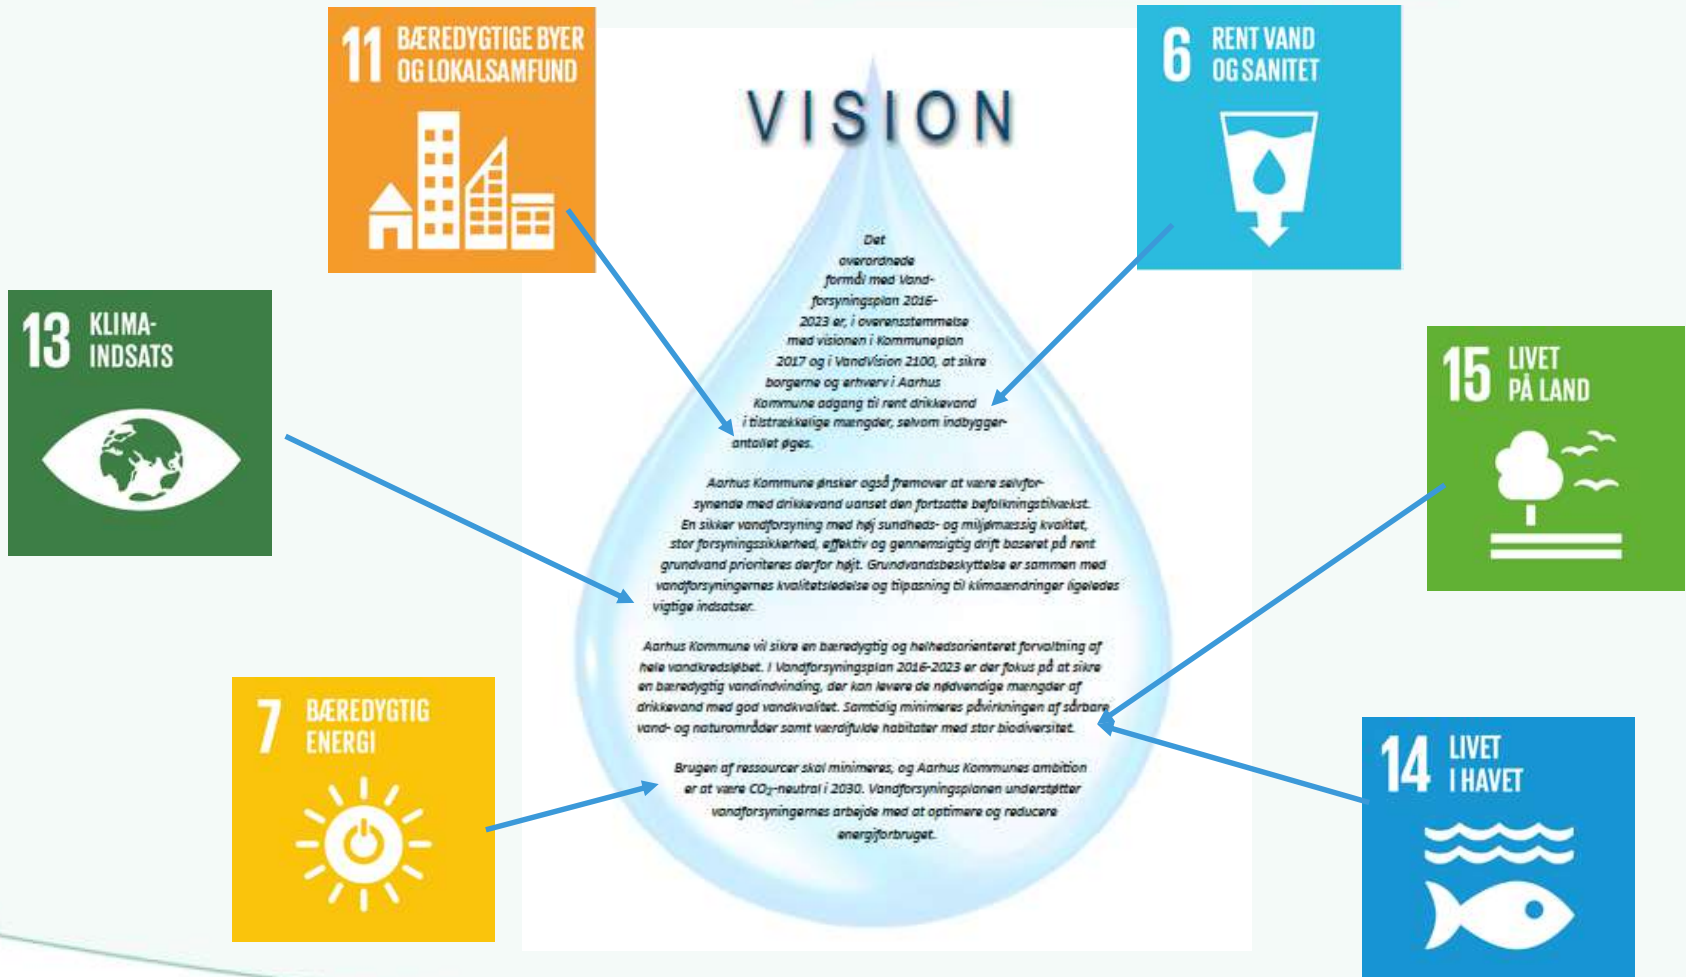 11 BÆREDYGTIGE BYER
OG LOKALSAMFUND
6 RENT VAND
OG SANITET
VISION
13 KLIMA-
INDSATS
15 LIVET
PÅ LAND
7 BÆREDYGTIG
ENERGI
14 LIVET
I HAVET
Det
overordnede
formål med Vand-
forsyningsplan 2016-
2023 er, i overensstemmelse
med visionen i Kommuneplan
2017 og i VandVision 2100, at sikre
borgerne og erhverv i Aarhus
Kommune adgang til rent drikkevand
i tilstrækkelige mængder, selvom indbygger-
antallet øges.
Aarhus Kommune ønsker også fremover at være selvfor-
synende med drikkevand uanset den fortsatte befolkningstilvækst.
En sikker vandforsyning med høj sundheds- og miljømæssig kvalitet,
stor forsyningssikkerhed, effektiv og gennemsigtig drift baseret på rent
grundvand prioriteres derfor højt. Grundvandsbeskyttelse er sammen med
vandforsyningernes kvalitetsledelse og tilpasning til klimaændringer ligeledes
vigtige indsatser.
Aarhus Kommune vil sikre en bæredygtig og helhedsorienteret forvaltning af
hele vandkredsløbet. I Vandforsyningsplan 2016-2023 er der fokus på at sikre
en bæredygtig vandindvinding, der kan levere de nødvendige mængder af
drikkevand med god vandkvalitet. Samtidig minimeres påvirkningen af sårbare
vand- og naturområder samt værdifulde habitater med stor biodiversitet.
Brugen af ressourcer skal minimeres, og Aarhus Kommunes ambition
er at være CO₂-neutral i 2030. Vandforsyningsplanen understøtter
vandforsyningernes arbejde med at optimere og reducere
energiforbruget.